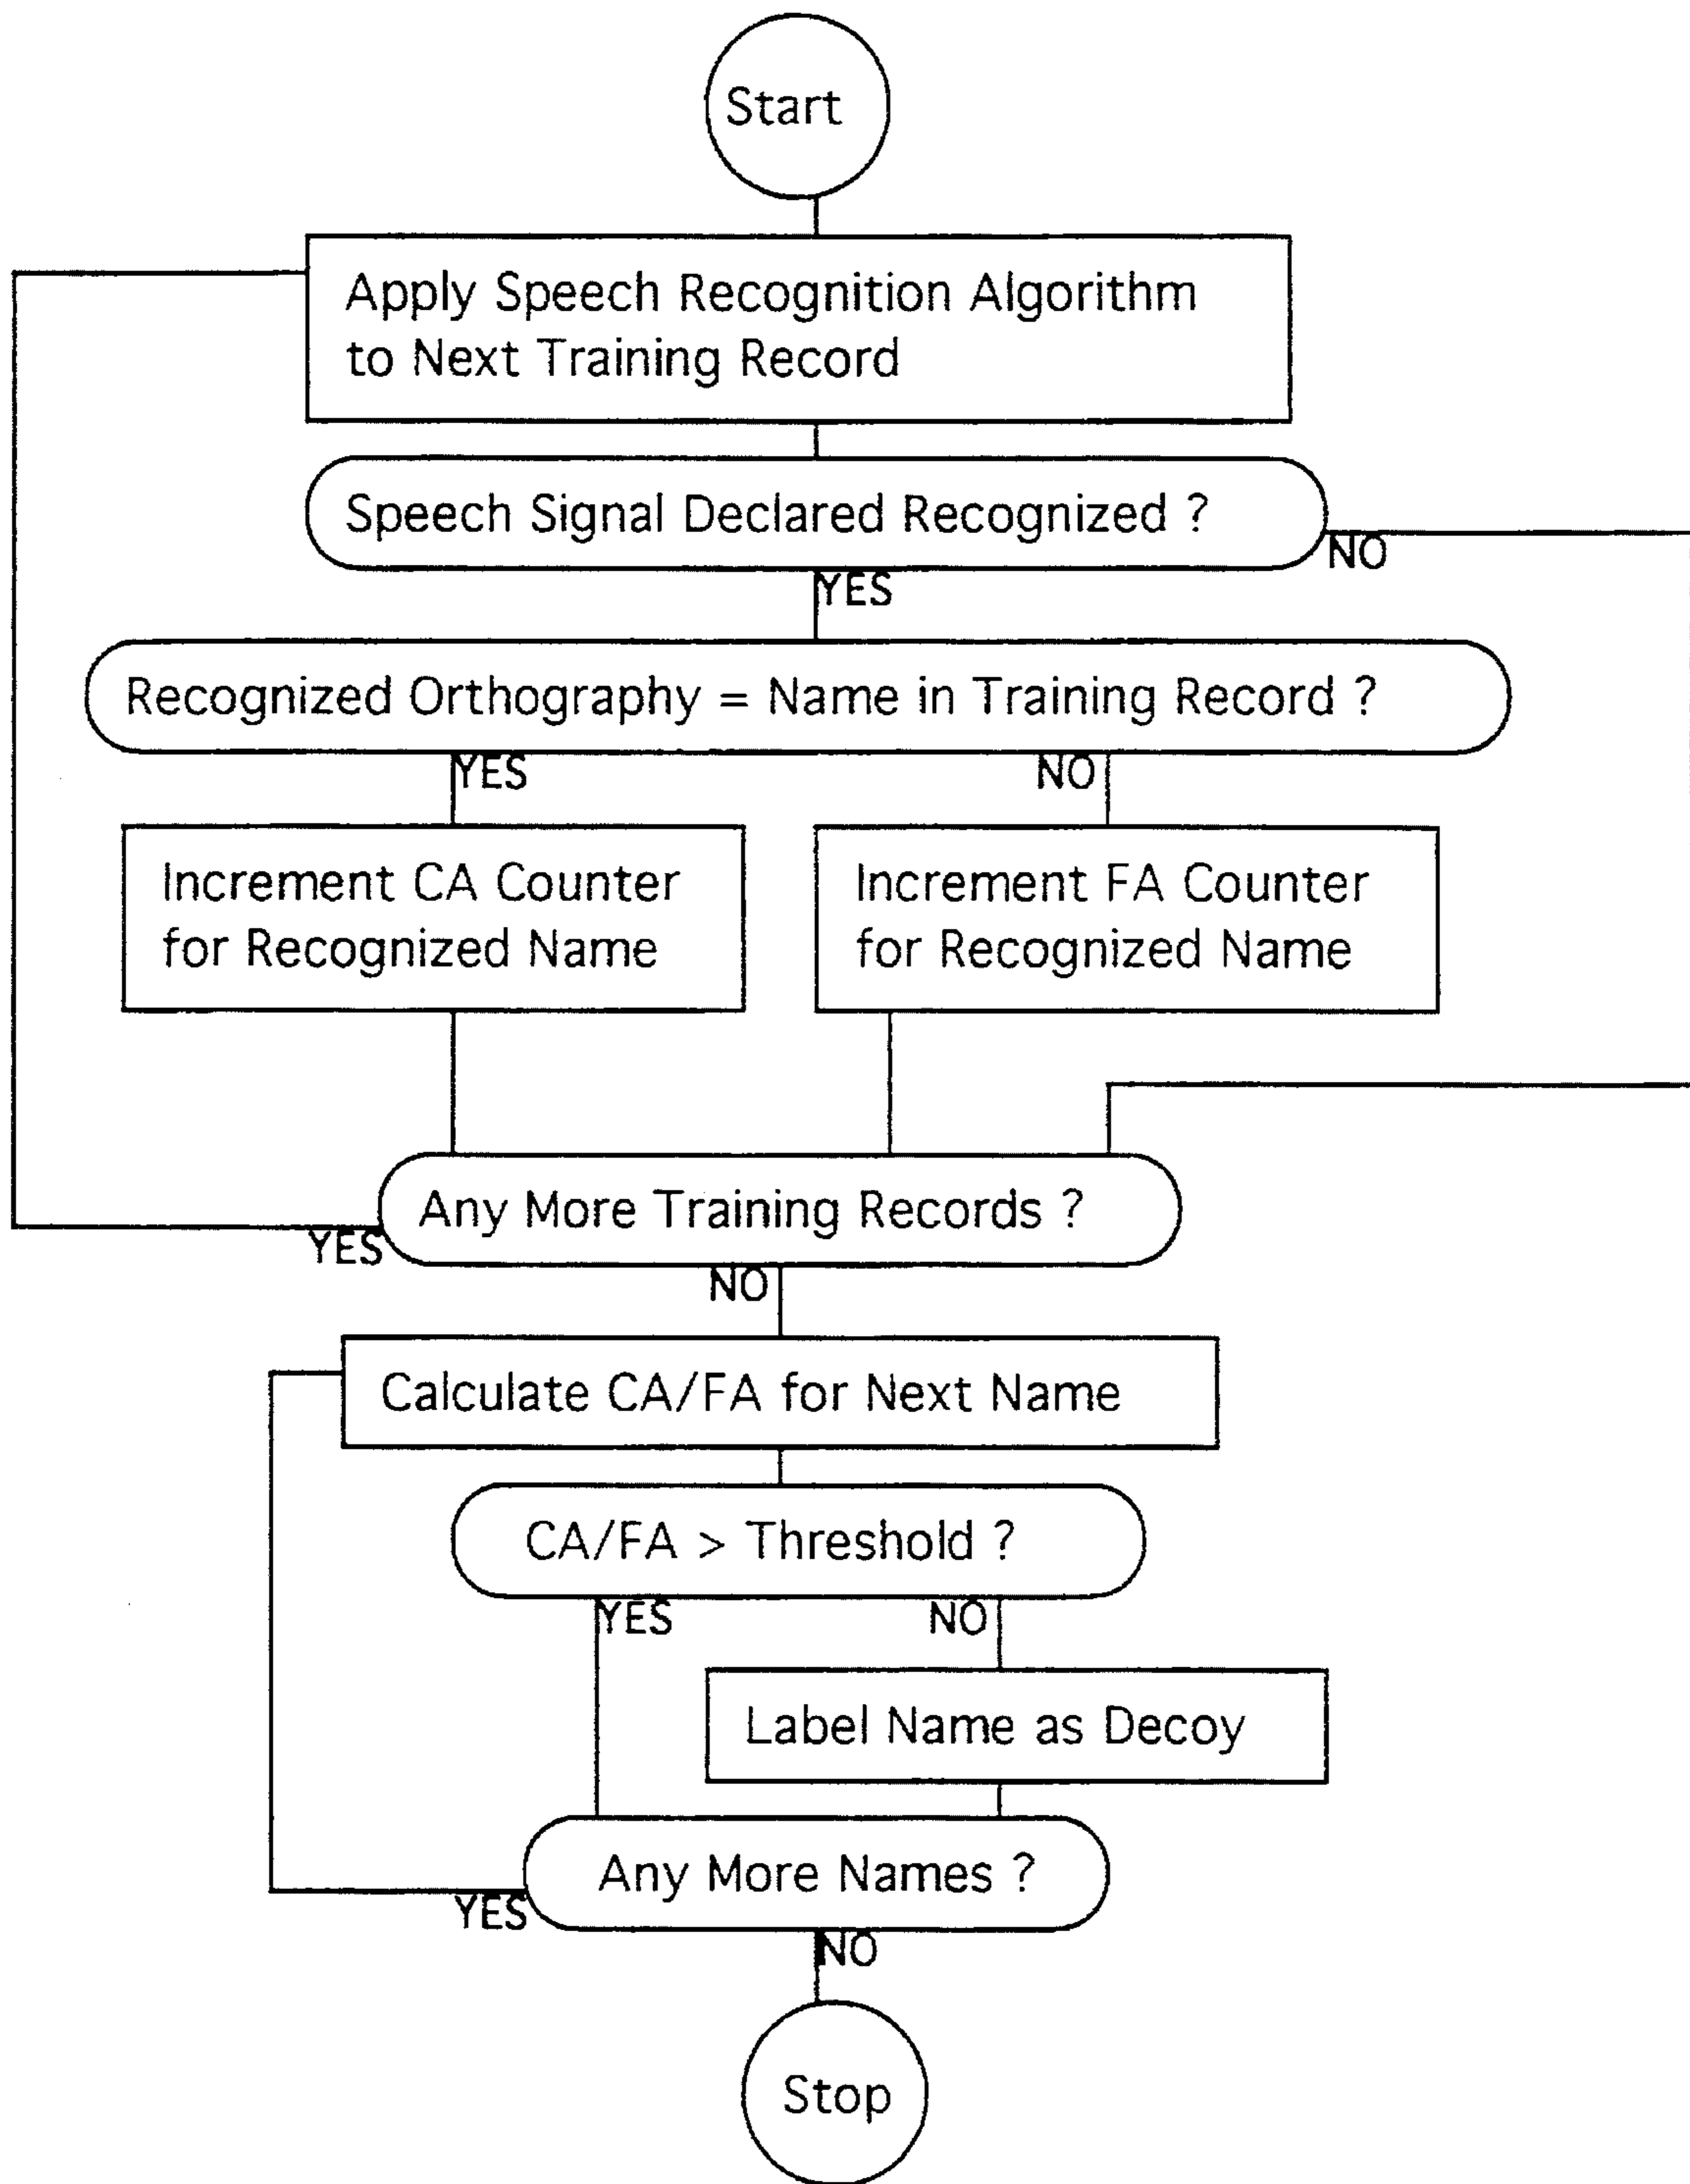 Start
Apply Speech Recognition Algorithm
to Next Training Record
Speech Signal Declared Recognized ?
NO
YES
Recognized Orthography = Name in Training Record ?
YES
NO
Increment CA Counter
for Recognized Name
Increment FA Counter
for Recognized Name
Any More Training Records ?
YES
NO
Calculate CA/FA for Next Name
CA/FA > Threshold ?
YES
NO
Label Name as Decoy
Any More Names ?
YES
NO
Stop